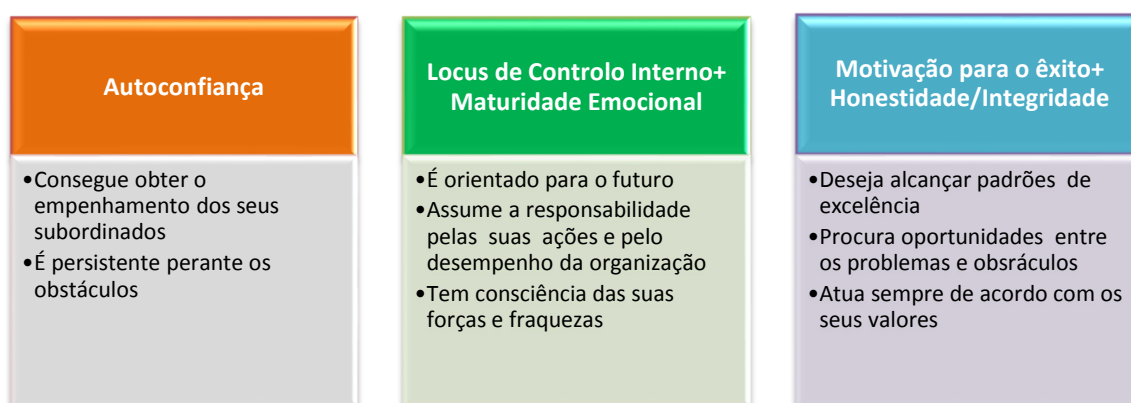 Autoconfiança
•Consegue obter o
empenhamento dos seus
subordinados
•É persistente perante os
obstáculos
Locus de Controlo Interno+
Maturidade Emocional
•É orientado para o futuro
•Assume a responsabilidade
pelas suas ações e pelo
desempenho da organização
•Tem consciência das suas
forças e fraquezas
Motivação para o êxito+
Honestidade/Integridade
•Deseja alcançar padrões de
excelência
•Procura oportunidades entre
os problemas e obsráculos
•Atua sempre de acordo com os
seus valores